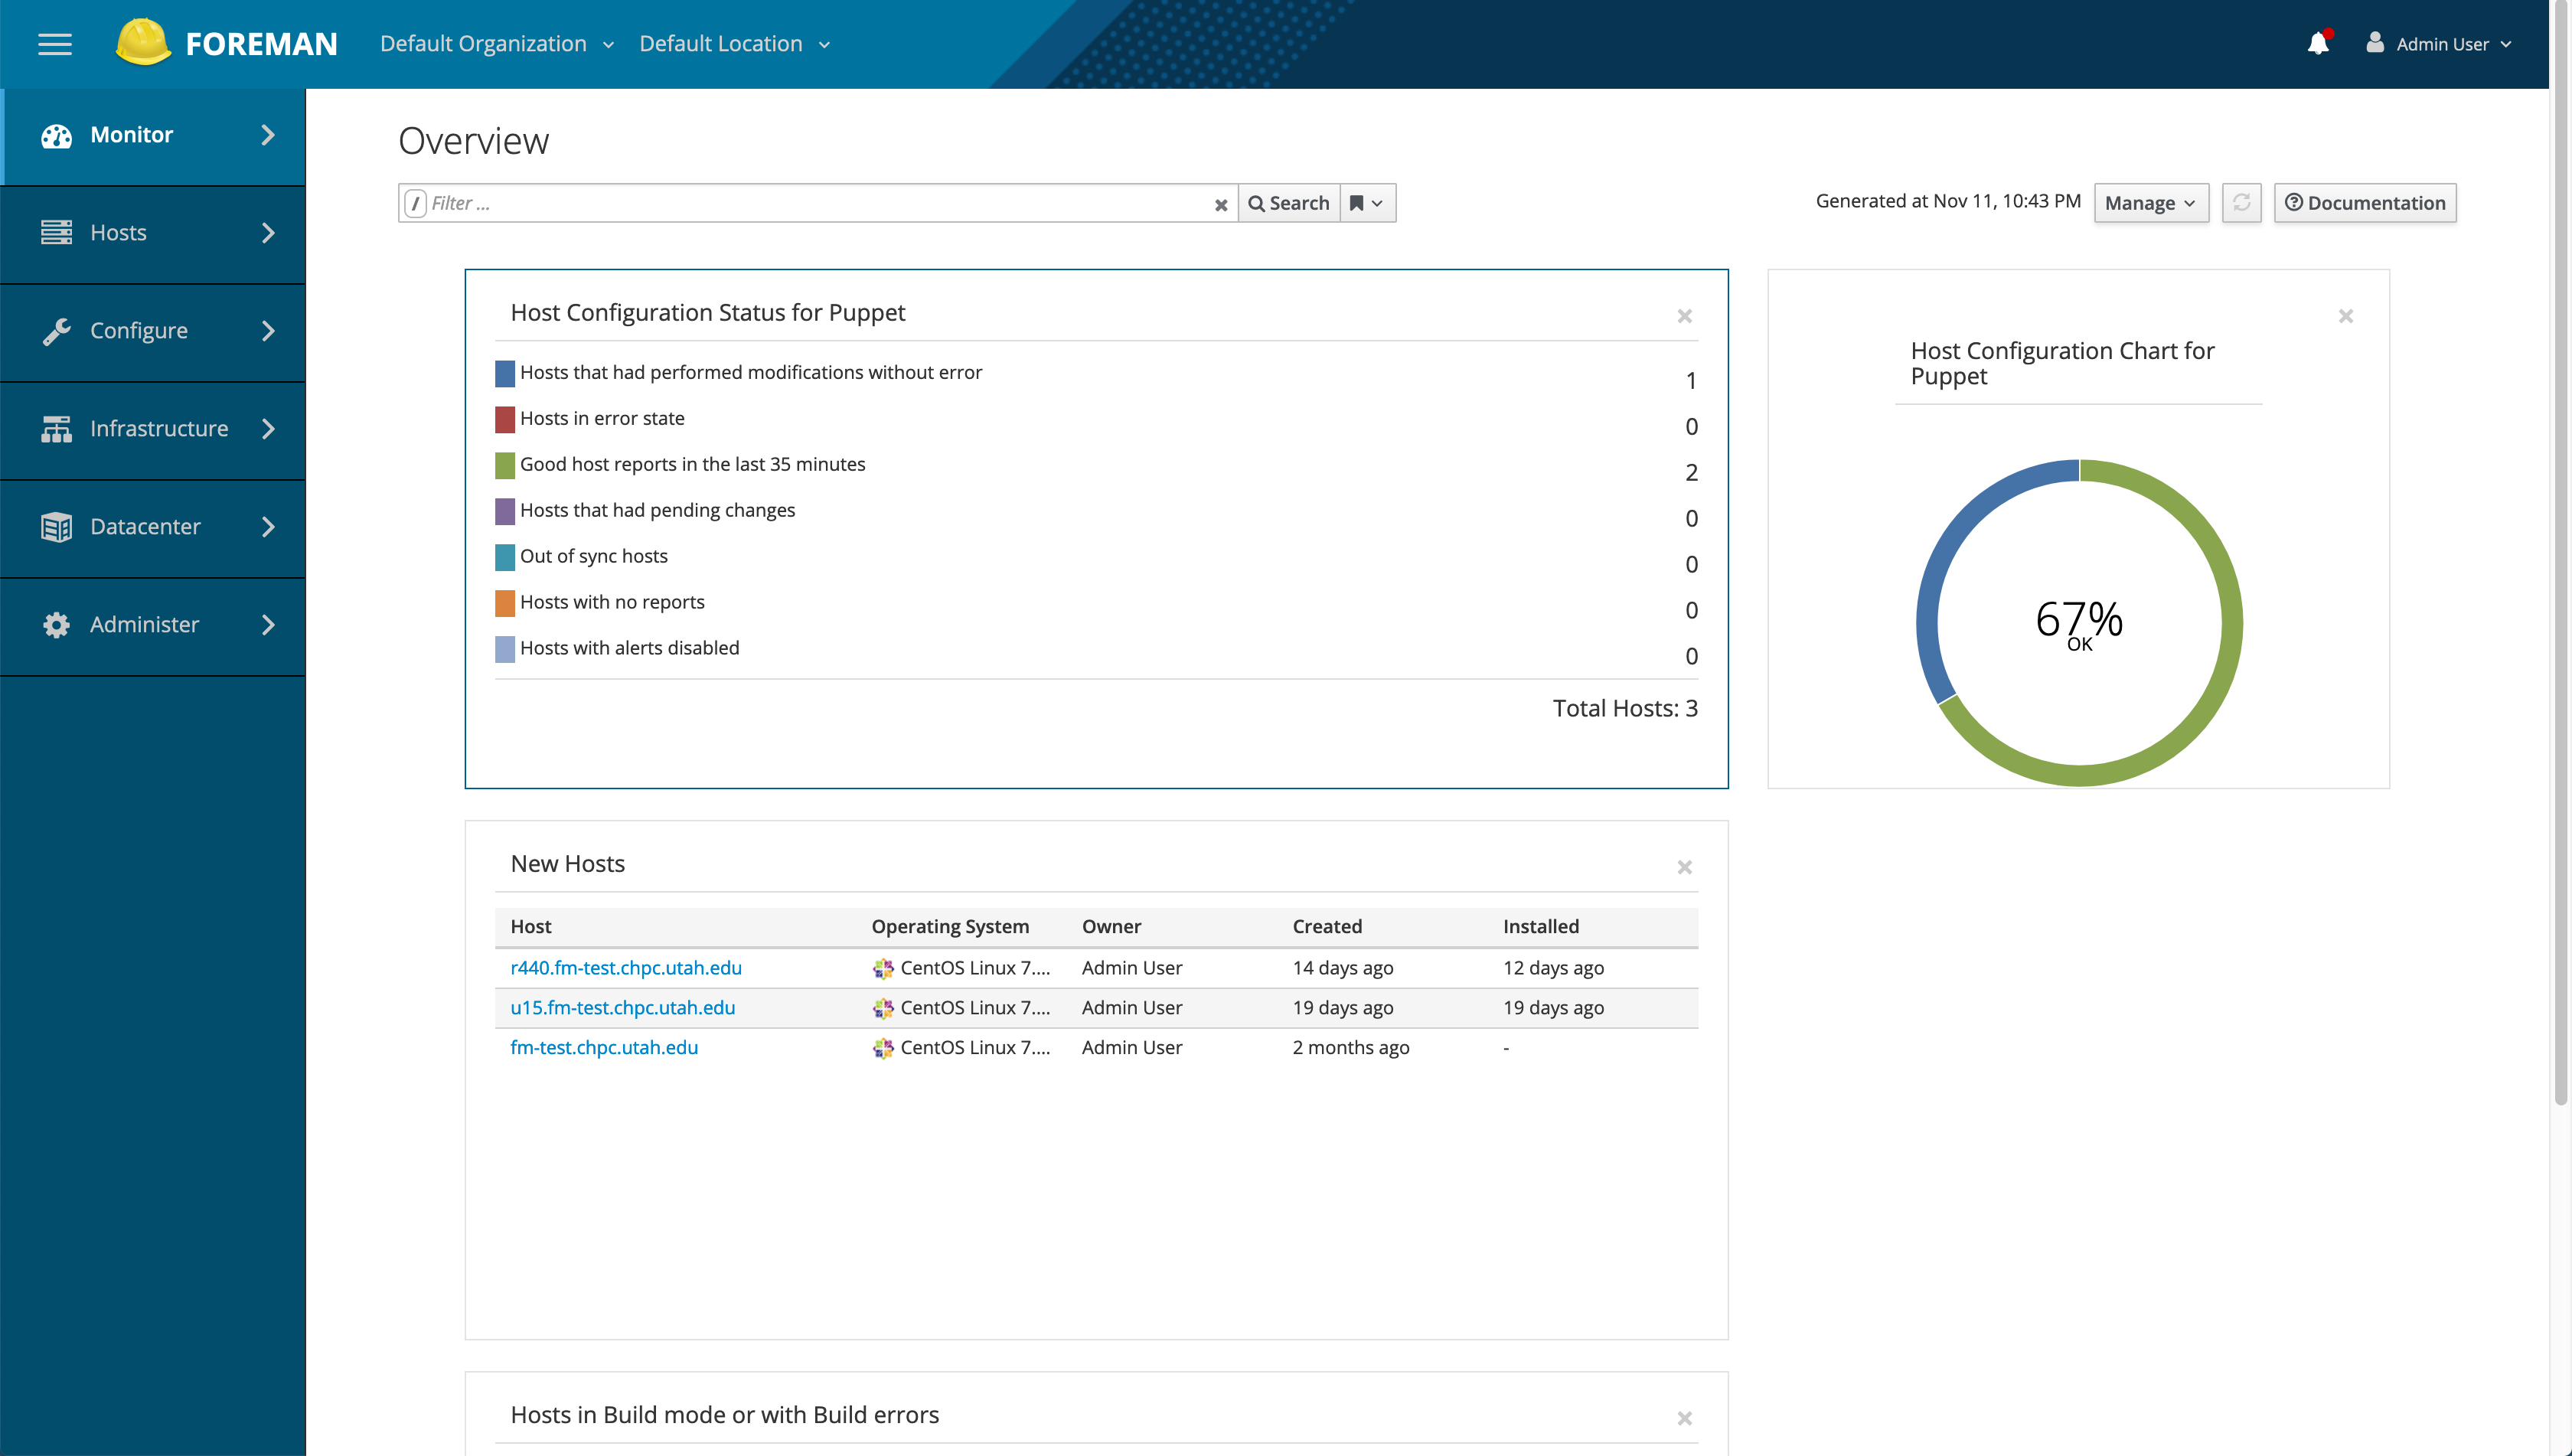 FOREMAN Default Organization Default Location Admin User
Monitor
Hosts
Configure
Infrastructure
Datacenter
Administer
Overview
/ Filter ... Search Generated at Nov 11, 10:43 PM Manage Documentation
Host Configuration Status for Puppet
Hosts that had performed modifications without error 1
Hosts in error state 0
Good host reports in the last 35 minutes 2
Hosts that had pending changes 0
Out of sync hosts 0
Hosts with no reports 0
Hosts with alerts disabled 0
Total Hosts: 3
Host Configuration Chart for
Puppet
67%
OK
New Hosts
Host Operating System Owner Created Installed
r440.fm-test.chpc.utah.edu CentOS Linux 7.... Admin User 14 days ago 12 days ago
u15.fm-test.chpc.utah.edu CentOS Linux 7.... Admin User 19 days ago 19 days ago
fm-test.chpc.utah.edu CentOS Linux 7.... Admin User 2 months ago -
Hosts in Build mode or with Build errors